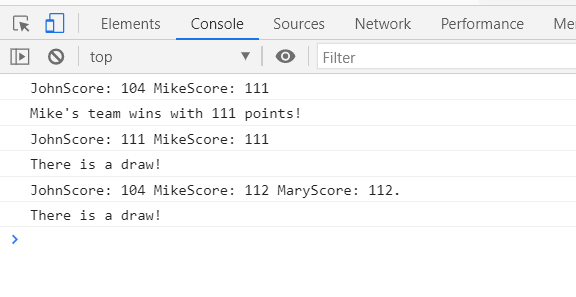 Elements Console Sources Network Performance Me
top Filter
JohnScore: 104 MikeScore: 111
Mike's team wins with 111 points!
JohnScore: 111 MikeScore: 111
There is a draw!
JohnScore: 104 MikeScore: 112 MaryScore: 112.
There is a draw!